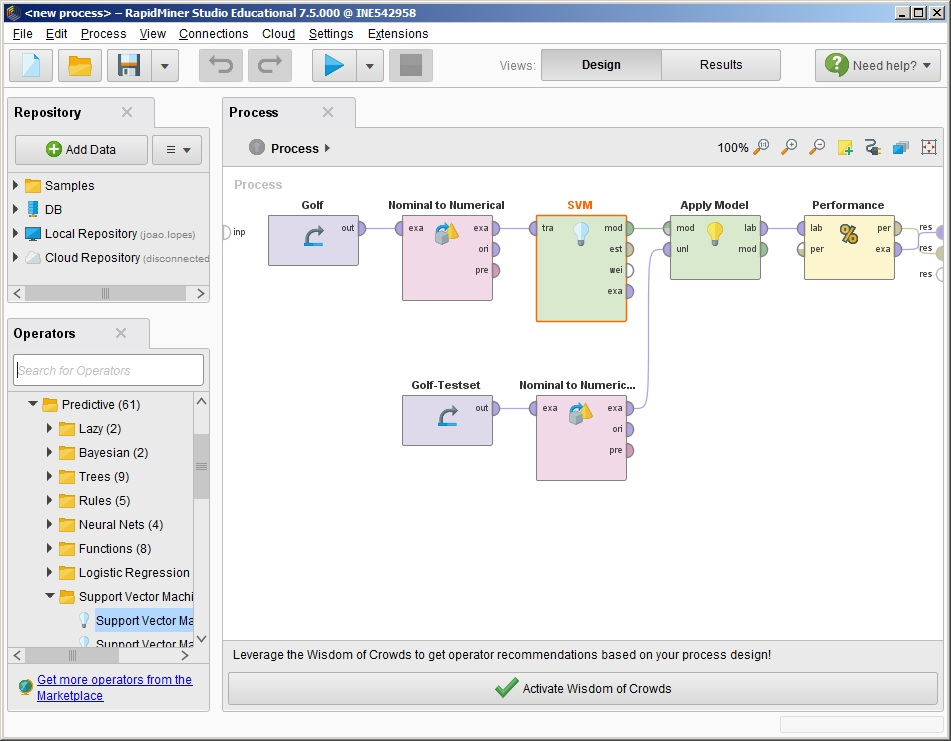 <new process> – RapidMiner Studio Educational 7.5.000 @ INE542958
File Edit Process View Connections Cloud Settings Extensions
Views: Design Results Need help?
Repository
Add Data
Samples
DB
Local Repository (joao.lopes)
Cloud Repository (disconnected
Operators
Search for Operators
Predictive (61)
Lazy (2)
Bayesian (2)
Trees (9)
Rules (5)
Neural Nets (4)
Functions (8)
Logistic Regression
Support Vector Machi
Support Vector Ma
Support Vector Ma
Get more operators from the
Marketplace
Process
Process
100%
Process
inp
Golf
out
Nominal to Numerical
exa exa
ori
pre
SVM
tra mod
est
wei
exa
Apply Model
mod lab
unl mod
Performance
lab per
per exa
res
res
res
Golf-Testset
out
Nominal to Numeric...
exa exa
ori
pre
Leverage the Wisdom of Crowds to get operator recommendations based on your process design!
Activate Wisdom of Crowds